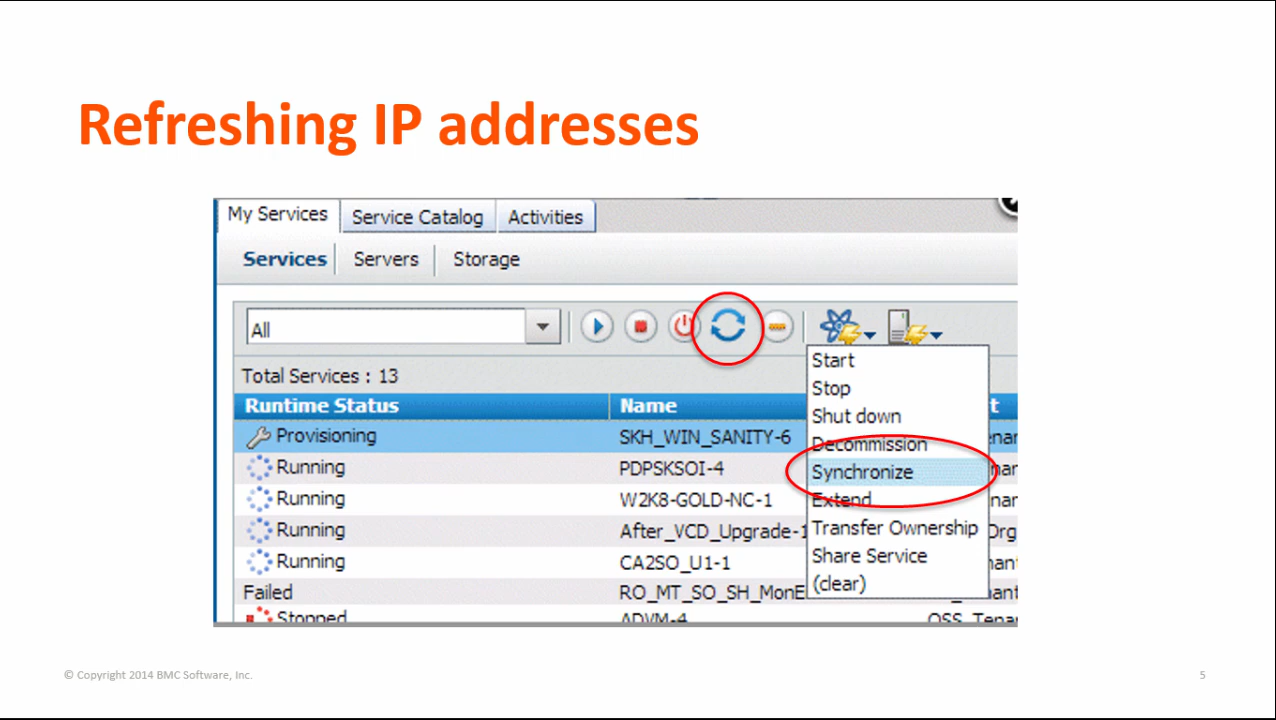 Refreshing IP addresses
My Services Service Catalog Activities
Services Servers Storage
All
Total Services : 13
Runtime Status Name
Provisioning SKH_WIN_SANITY-6
Running PDPSKSOI-4
Running W2K8-GOLD-NC-1
Running After_VCD_Upgrade-1
Running CA2SO_U1-1
Failed RO_MT_SO_SH_MonE
Stopped ADVM-4 OSS_Tenan
Start
Stop
Shut down
Decommission
Synchronize
Extend
Transfer Ownership
Share Service
(clear)
© Copyright 2014 BMC Software, Inc. 5